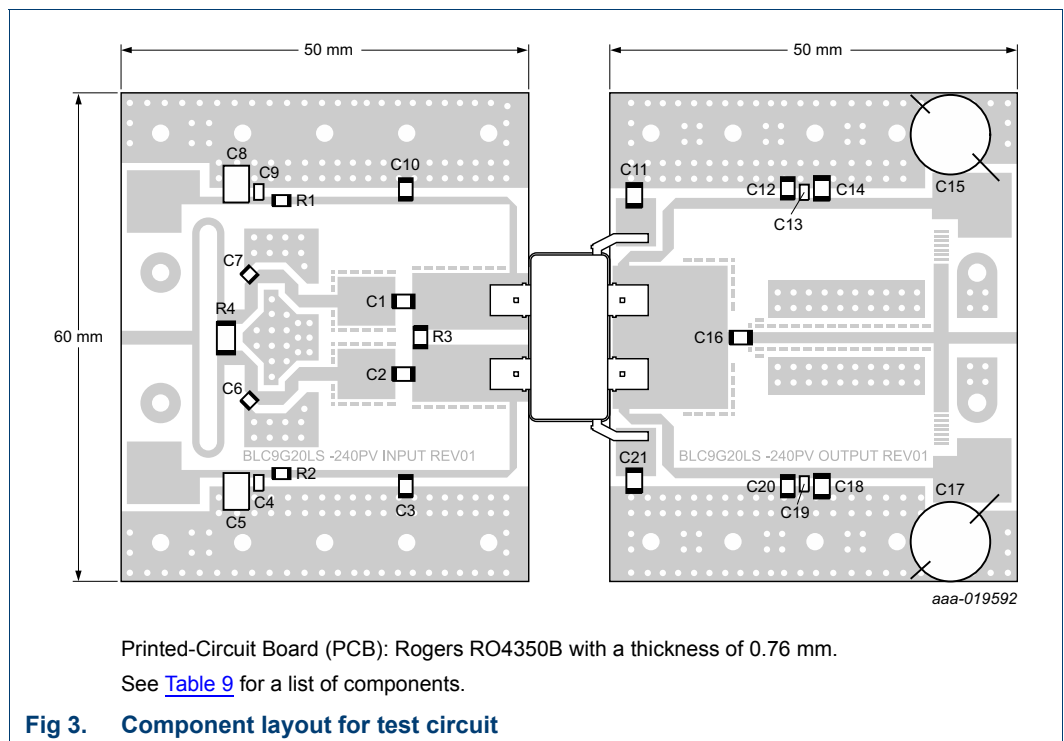 50 mm
50 mm
60 mm
C8
C9
C10
R1
C7
R4
C1
R3
C2
C6
BLC9G20LS -240PV INPUT REV01
R2
C5
C4
C3
C11
C12
C13
C14
C15
C16
BLC9G20LS -240PV OUTPUT REV01
C21
C20
C19
C18
C17
aaa-019592
Printed-Circuit Board (PCB): Rogers RO4350B with a thickness of 0.76 mm.
See Table 9 for a list of components.
Fig 3. Component layout for test circuit